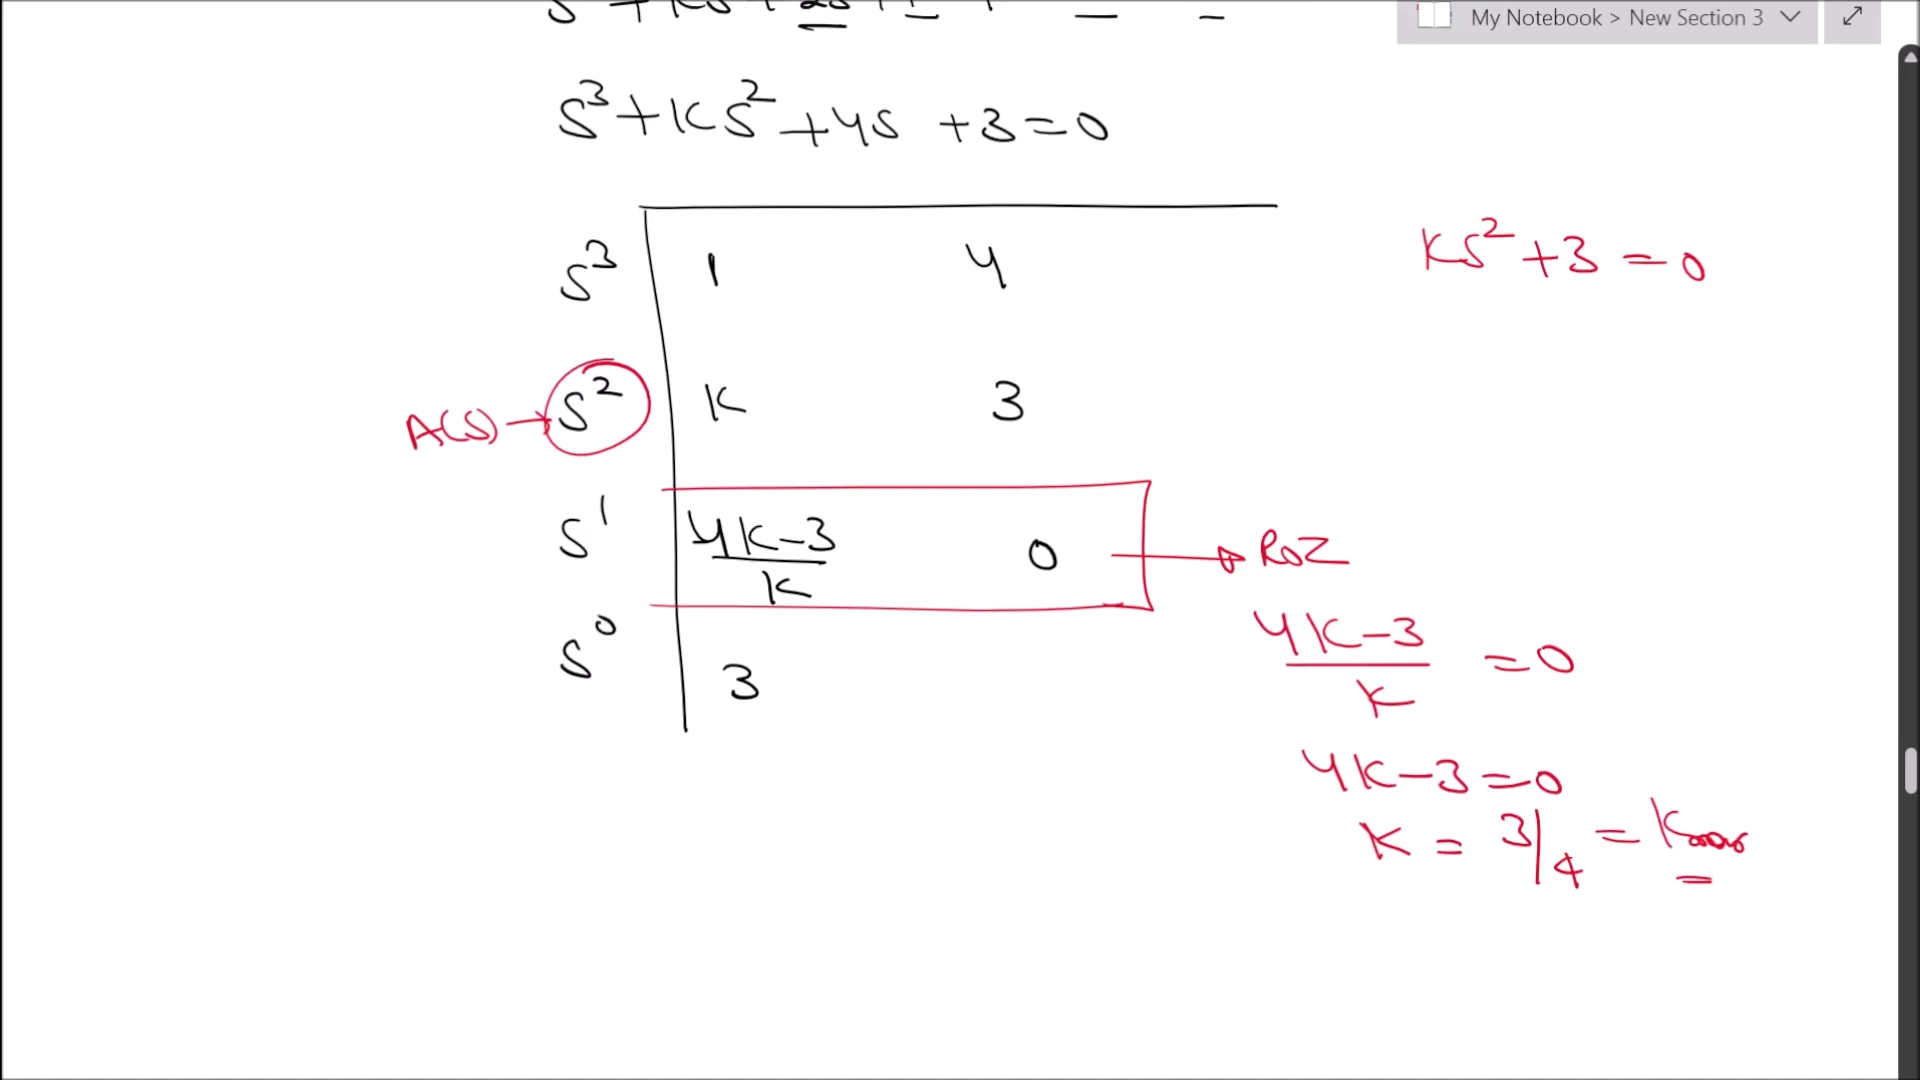 My Notebook > New Section 3
S³+KS²+4S +3=0
S³ 1 4
KS²+3=0
A(S) → S² K 3
S¹ (4K-3)/K 0 → ROZ
(4K-3)/K =0
S⁰ 3
4K-3=0
K = 3/4 = Kmar